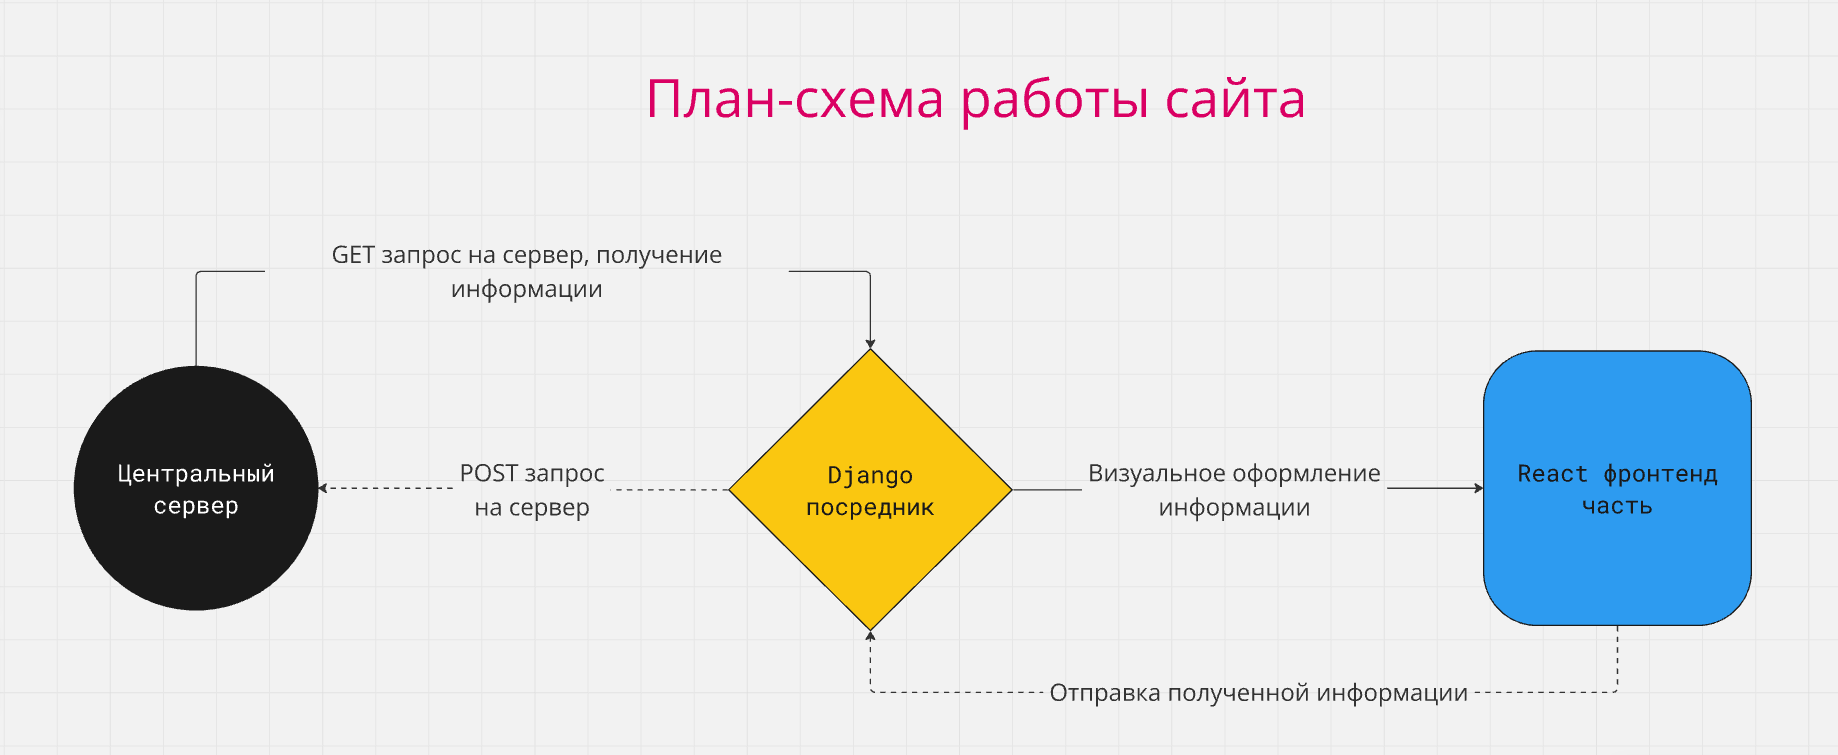 План-схема работы сайта
GET запрос на сервер, получение
информации
Центральный
сервер
POST запрос
на сервер
Django
посредник
Визуальное оформление
информации
React фронтенд
часть
Отправка полученной информации